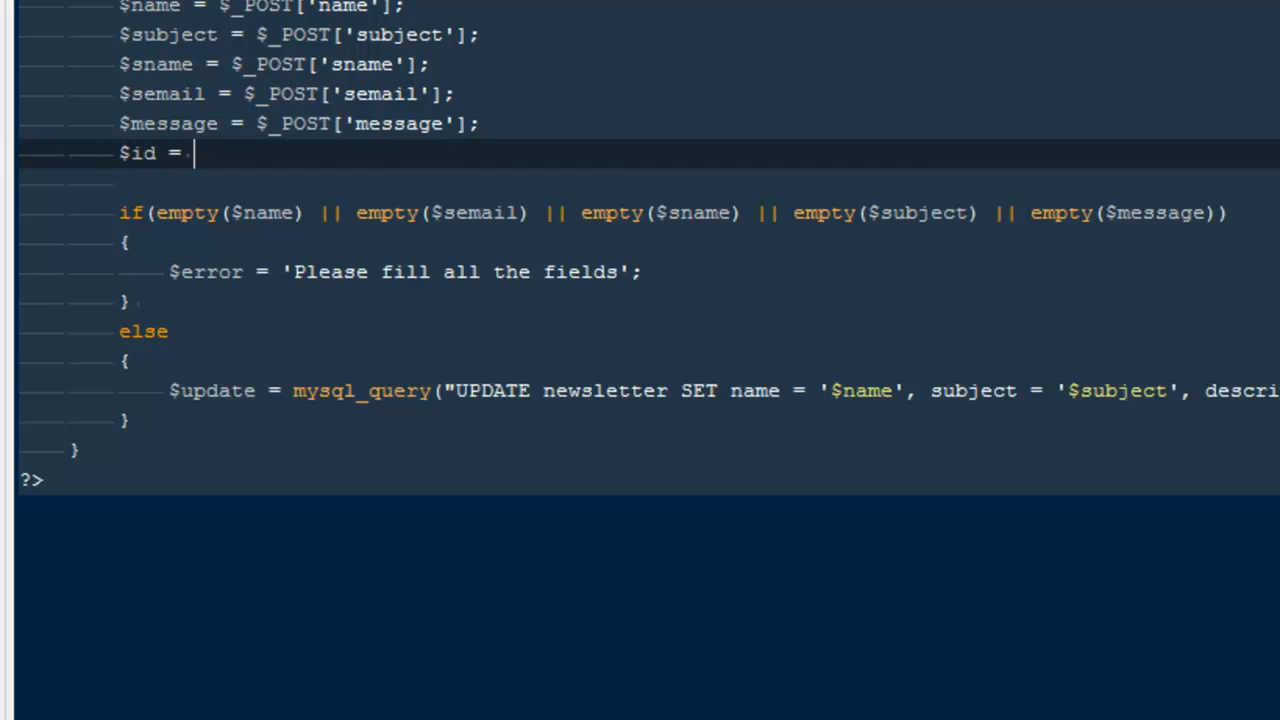 $name = $_POST['name'];
$subject = $_POST['subject'];
$sname = $_POST['sname'];
$semail = $_POST['semail'];
$message = $_POST['message'];
$id =
if(empty($name) || empty($semail) || empty($sname) || empty($subject) || empty($message))
{
$error = 'Please fill all the fields';
}
else
{
$update = mysql_query("UPDATE newsletter SET name = '$name', subject = '$subject', descri
}
}
?>